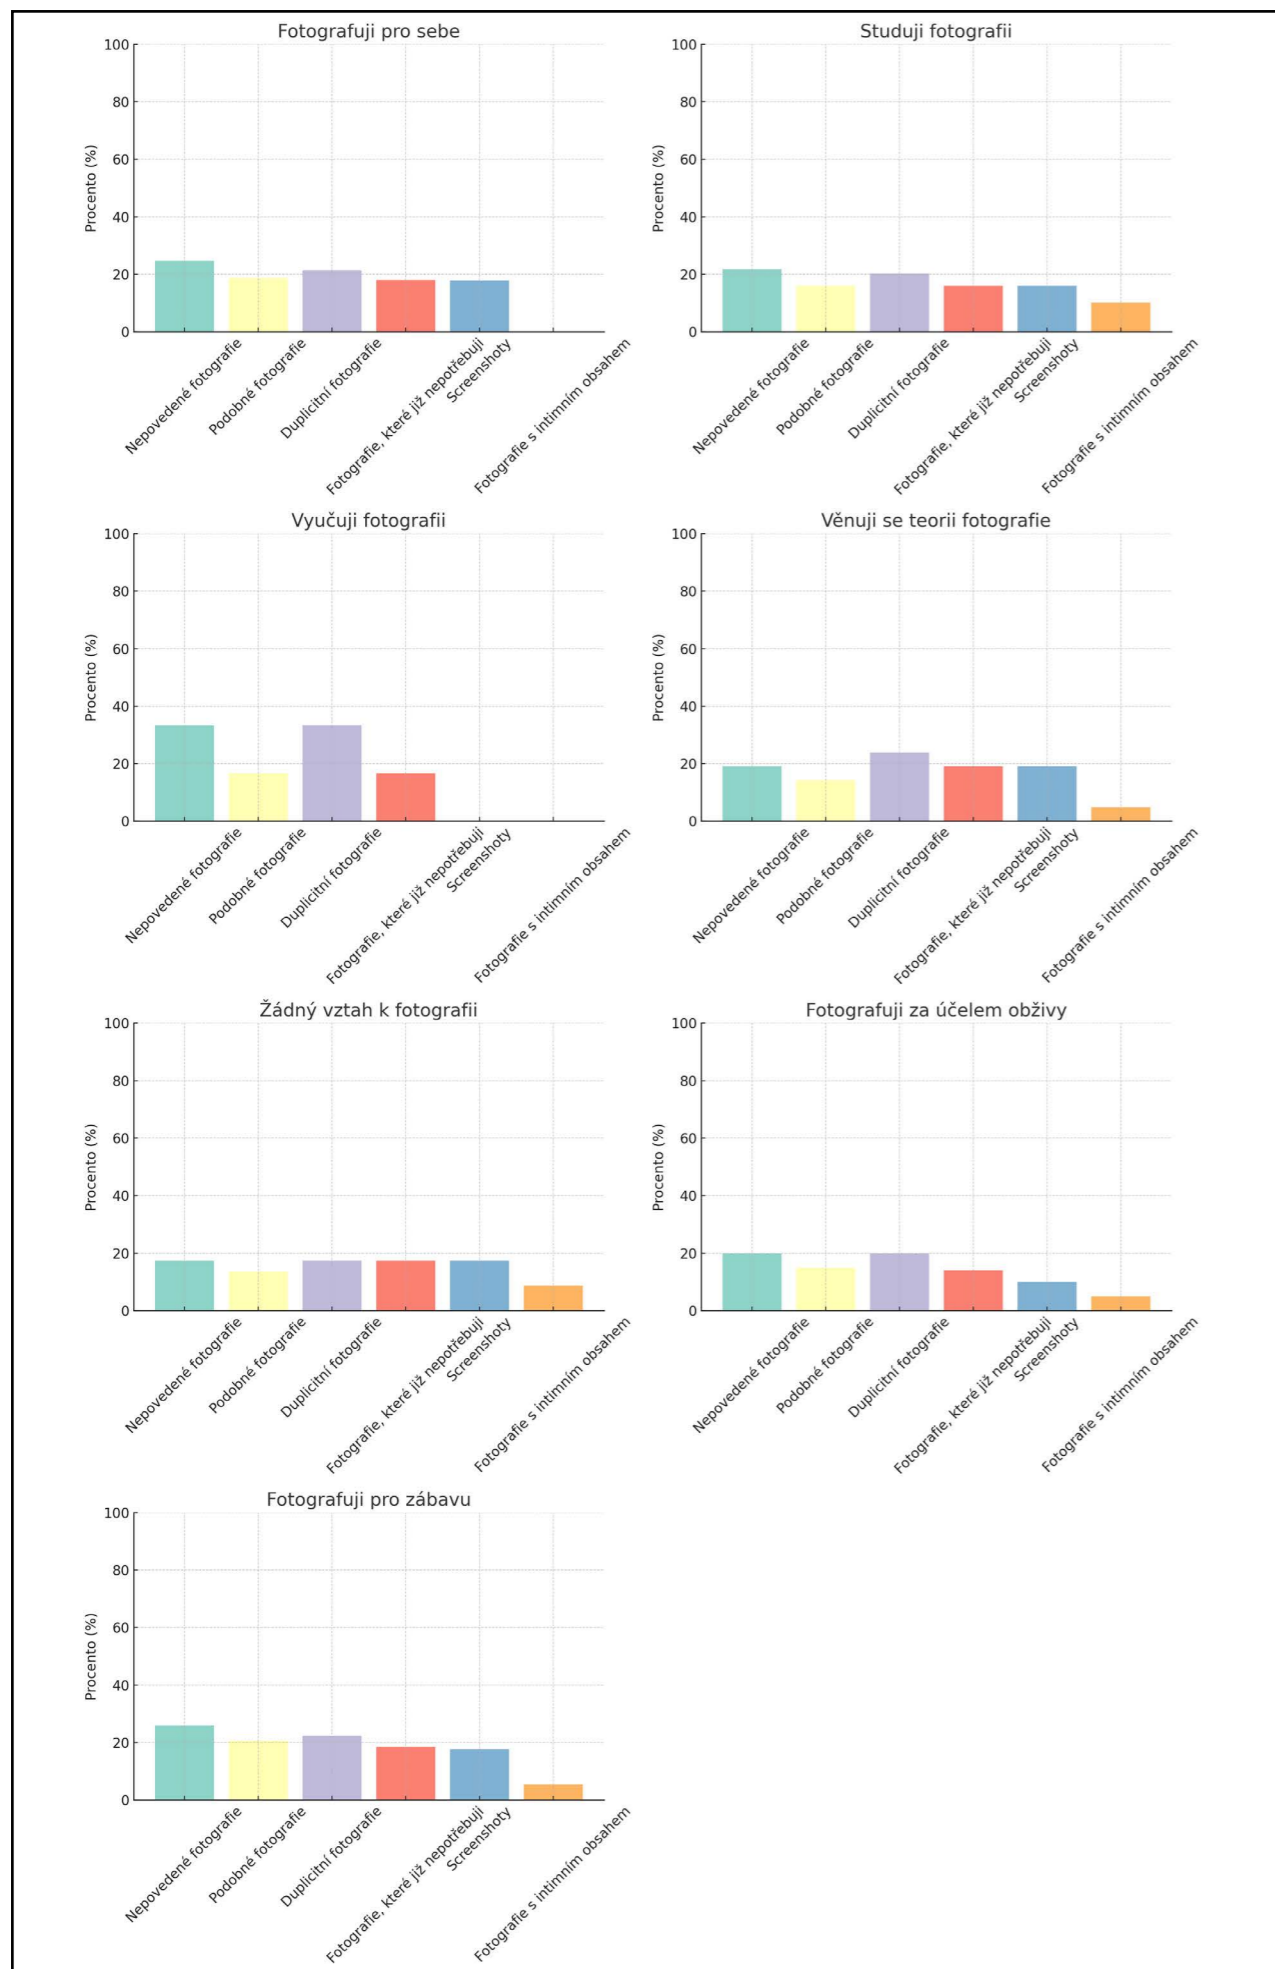 Fotografuji pro sebe
100
80
60
40
20
0
Procento (%)
Nepovedené fotografie
Podobné fotografie
Duplicitní fotografie
Fotografie, které již nepotřebuji
Screenshoty
Fotografie s intimním obsahem
Studuji fotografii
100
80
60
40
20
0
Procento (%)
Nepovedené fotografie
Podobné fotografie
Duplicitní fotografie
Fotografie, které již nepotřebuji
Screenshoty
Fotografie s intimním obsahem
Vyučuji fotografii
100
80
60
40
20
0
Procento (%)
Nepovedené fotografie
Podobné fotografie
Duplicitní fotografie
Fotografie, které již nepotřebuji
Screenshoty
Fotografie s intimním obsahem
Věnuji se teorii fotografie
100
80
60
40
20
0
Procento (%)
Nepovedené fotografie
Podobné fotografie
Duplicitní fotografie
Fotografie, které již nepotřebuji
Screenshoty
Fotografie s intimním obsahem
Žádný vztah k fotografii
100
80
60
40
20
0
Procento (%)
Nepovedené fotografie
Podobné fotografie
Duplicitní fotografie
Fotografie, které již nepotřebuji
Screenshoty
Fotografie s intimním obsahem
Fotografuji za účelem obživy
100
80
60
40
20
0
Procento (%)
Nepovedené fotografie
Podobné fotografie
Duplicitní fotografie
Fotografie, které již nepotřebuji
Screenshoty
Fotografie s intimním obsahem
Fotografuji pro zábavu
100
80
60
40
20
0
Procento (%)
Nepovedené fotografie
Podobné fotografie
Duplicitní fotografie
Fotografie, které již nepotřebuji
Screenshoty
Fotografie s intimním obsahem